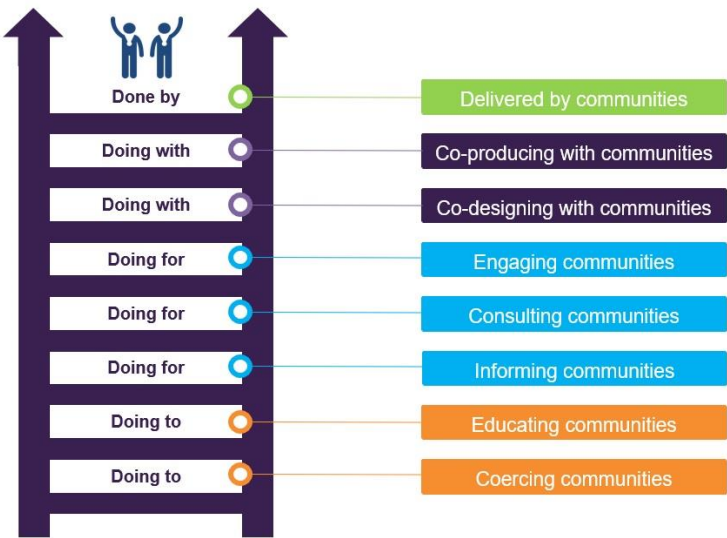 Done by
Delivered by communities
Doing with
Co-producing with communities
Doing with
Co-designing with communities
Doing for
Engaging communities
Doing for
Consulting communities
Doing for
Informing communities
Doing to
Educating communities
Doing to
Coercing communities